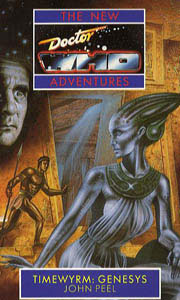 THE NEW
Doctor
WHO
ADVENTURES
TIMEWYRM: GENESYS
JOHN PEEL